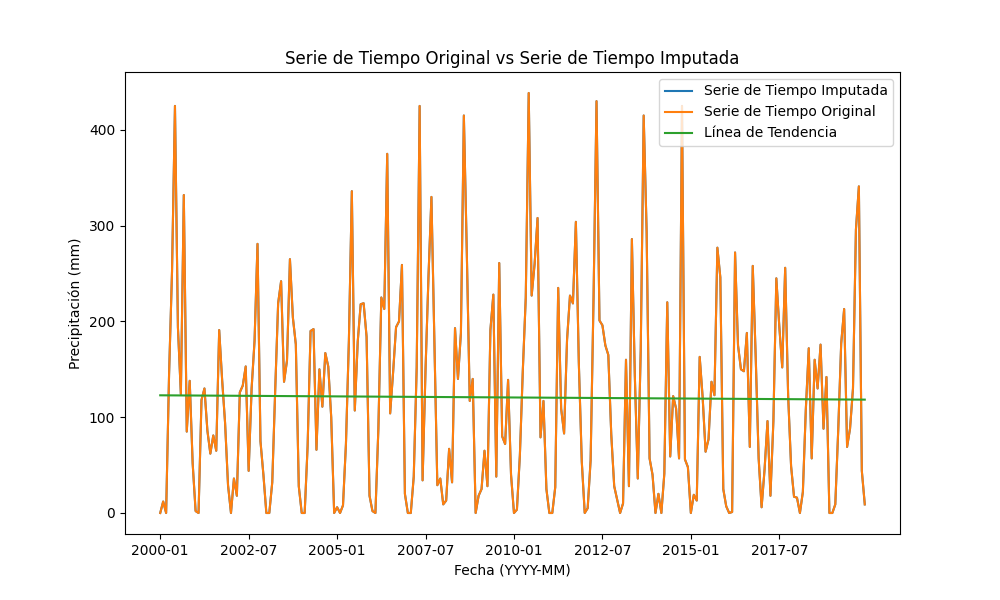 Serie de Tiempo Original vs Serie de Tiempo Imputada
Serie de Tiempo Imputada
Serie de Tiempo Original
Línea de Tendencia
Precipitación (mm)
400
300
200
100
0
2000-01
2002-07
2005-01
2007-07
2010-01
2012-07
2015-01
2017-07
Fecha (YYYY-MM)